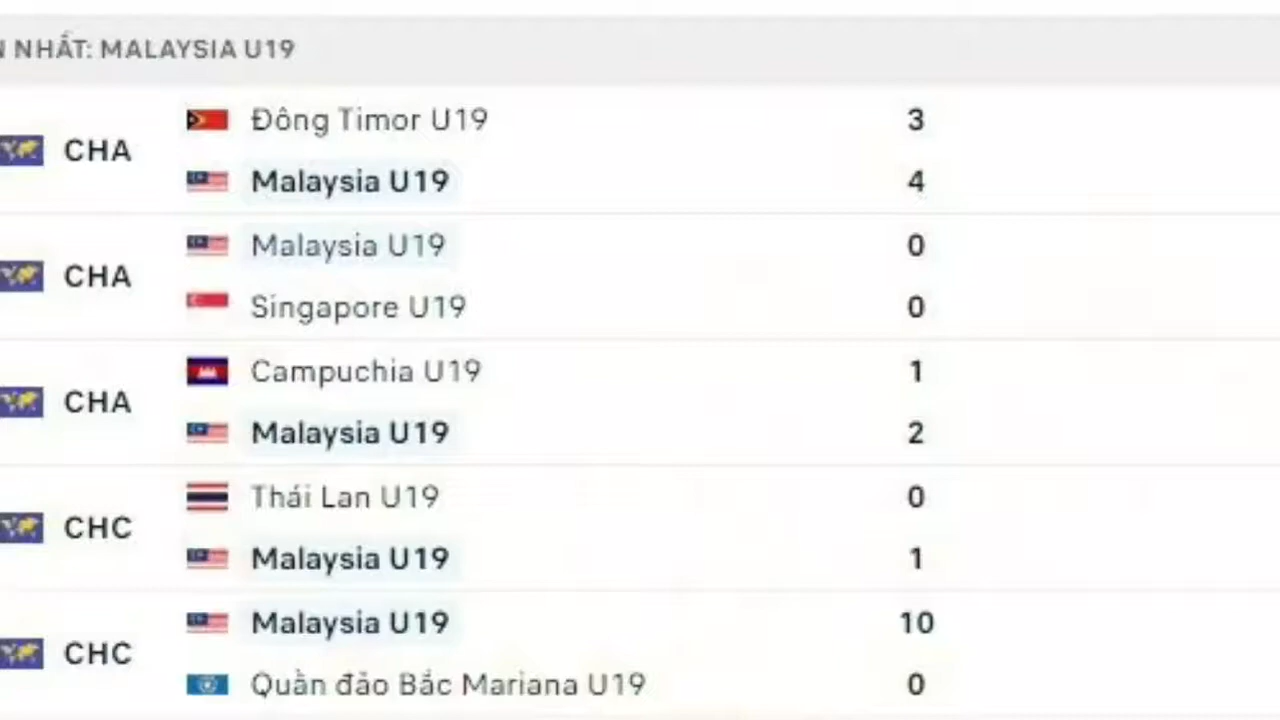 NHẤT: MALAYSIA U19
CHA
Đông Timor U19 3
Malaysia U19 4
CHA
Malaysia U19 0
Singapore U19 0
CHA
Campuchia U19 1
Malaysia U19 2
CHC
Thái Lan U19 0
Malaysia U19 1
CHC
Malaysia U19 10
Quần đảo Bắc Mariana U19 0